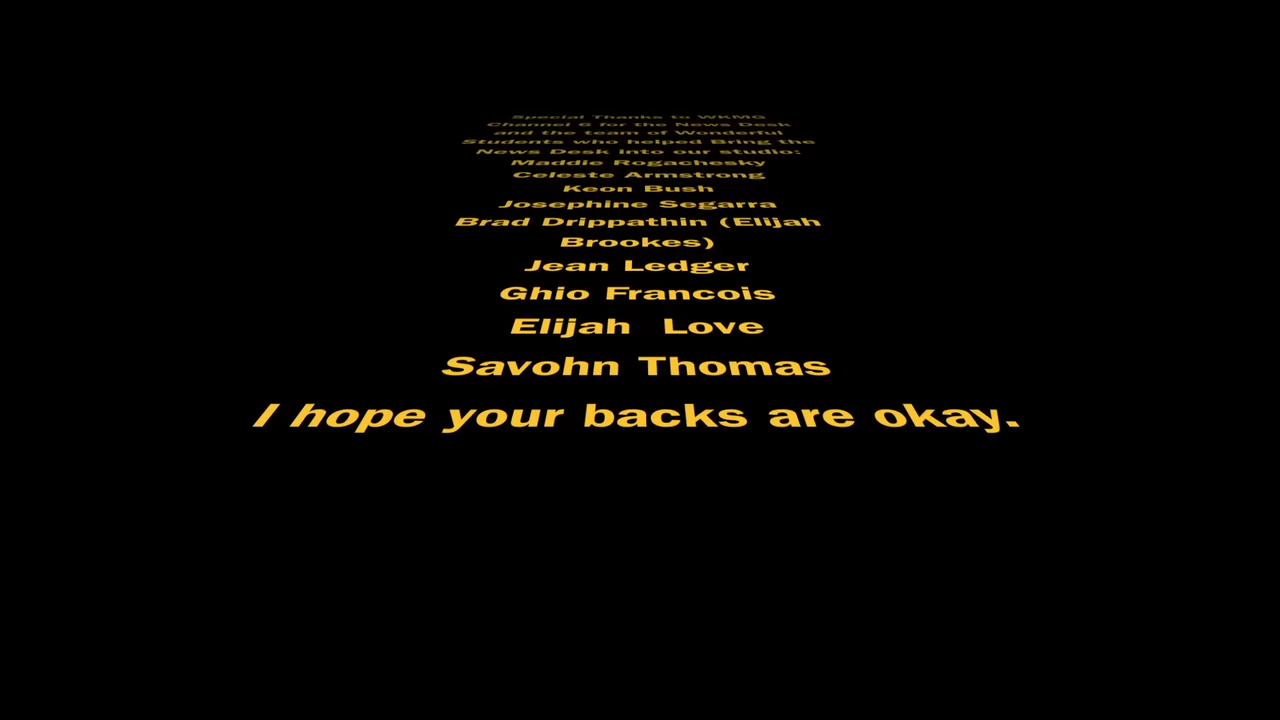 Special Thanks to WKMG
Channel 6 for the News Desk
and the team of Wonderful
Students who helped Bring the
News Desk into our studio:
Maddie Rogachesky
Celeste Armstrong
Keon Bush
Josephine Segarra
Brad Drippathin (Elijah
Brookes)
Jean Ledger
Ghio Francois
Elijah  Love
Savohn Thomas
I hope your backs are okay.